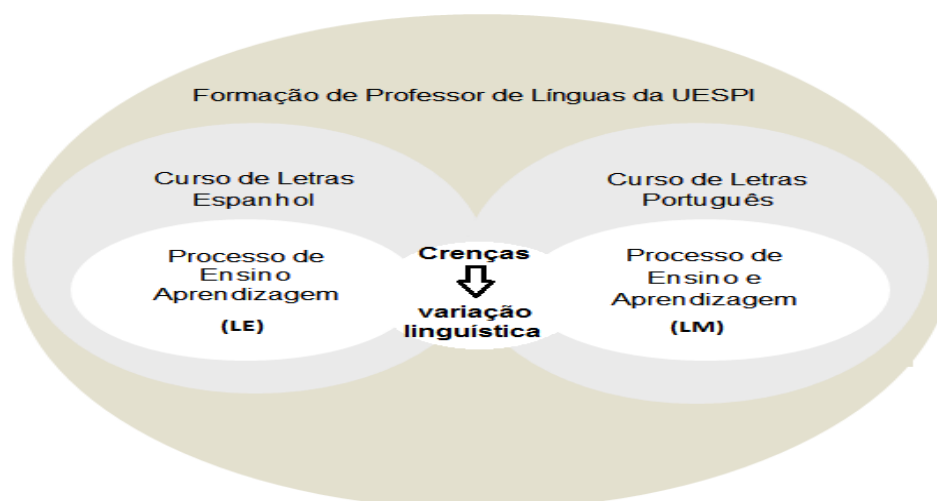 Formação de Professor de Línguas da UESPI
Curso de Letras
Espanhol
Processo de
Ensino
Aprendizagem
(LE)
Crenças
variação
linguística
Curso de Letras
Português
Processo de
Ensino e
Aprendizagem
(LM)